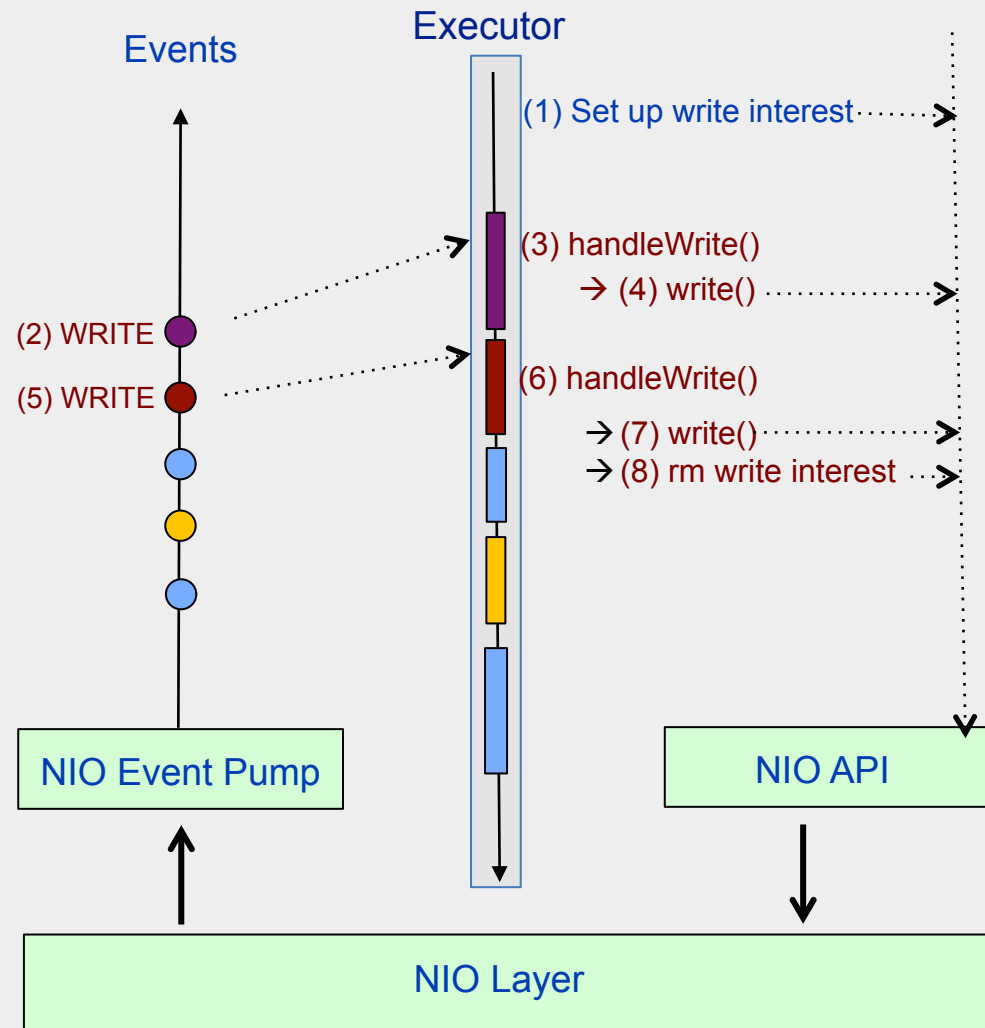 Executor
Events
(1) Set up write interest
(3) handleWrite()
→ (4) write()
(2) WRITE
(5) WRITE
(6) handleWrite()
→ (7) write()
→ (8) rm write interest
NIO Event Pump
NIO API
NIO Layer